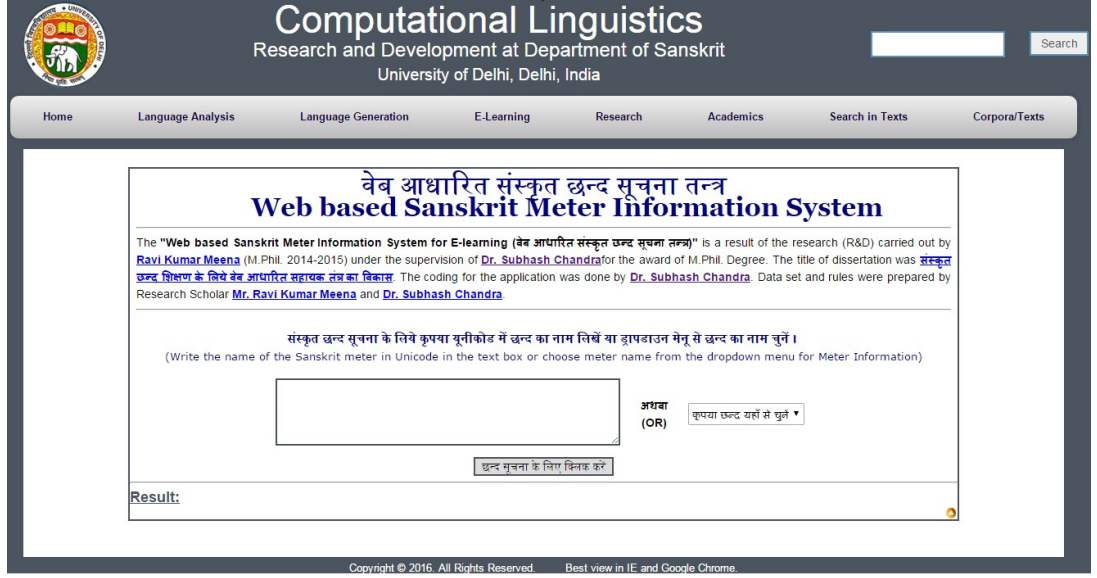 Computational Linguistics
Research and Development at Department of Sanskrit
University of Delhi, Delhi, India
Search
Home Language Analysis Language Generation E-Learning Research Academics Search in Texts Corpora/Texts
वेब आधारित संस्कृत छन्द सूचना तन्त्र
Web based Sanskrit Meter Information System
The "Web based Sanskrit Meter Information System for E-learning (वेब आधारित संस्कृत छन्द सूचना तन्त्र)" is a result of the research (R&D) carried out by
Ravi Kumar Meena (M.Phil. 2014-2015) under the supervision of Dr. Subhash Chandrafor the award of M.Phil. Degree. The title of dissertation was संस्कृत
छन्द शिक्षण के लिये वेब आधारित सहायक तंत्र का विकास. The coding for the application was done by Dr. Subhash Chandra. Data set and rules were prepared by
Research Scholar Mr. Ravi Kumar Meena and Dr. Subhash Chandra.
संस्कृत छन्द सूचना के लिये कृपया यूनीकोड में छन्द का नाम लिखें या ड्रापडाउन मेनू से छन्द का नाम चुनें ।
(Write the name of the Sanskrit meter in Unicode in the text box or choose meter name from the dropdown menu for Meter Information)
अथवा
(OR)
कृपया छन्द यहाँ से चुनें
छन्द सूचना के लिए क्लिक करें
Result:
Copyright © 2016. All Rights Reserved. Best view in IE and Google Chrome.